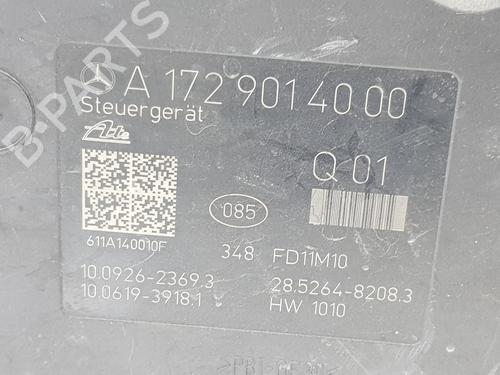 A 172 901 40 00
Steuergerät
Ate
Q 01
085
611A140010F
348 FD11M10
10.0926-2369.3 28.5264-8208.3
10.0619-3918.1 HW 1010
B-PARTS